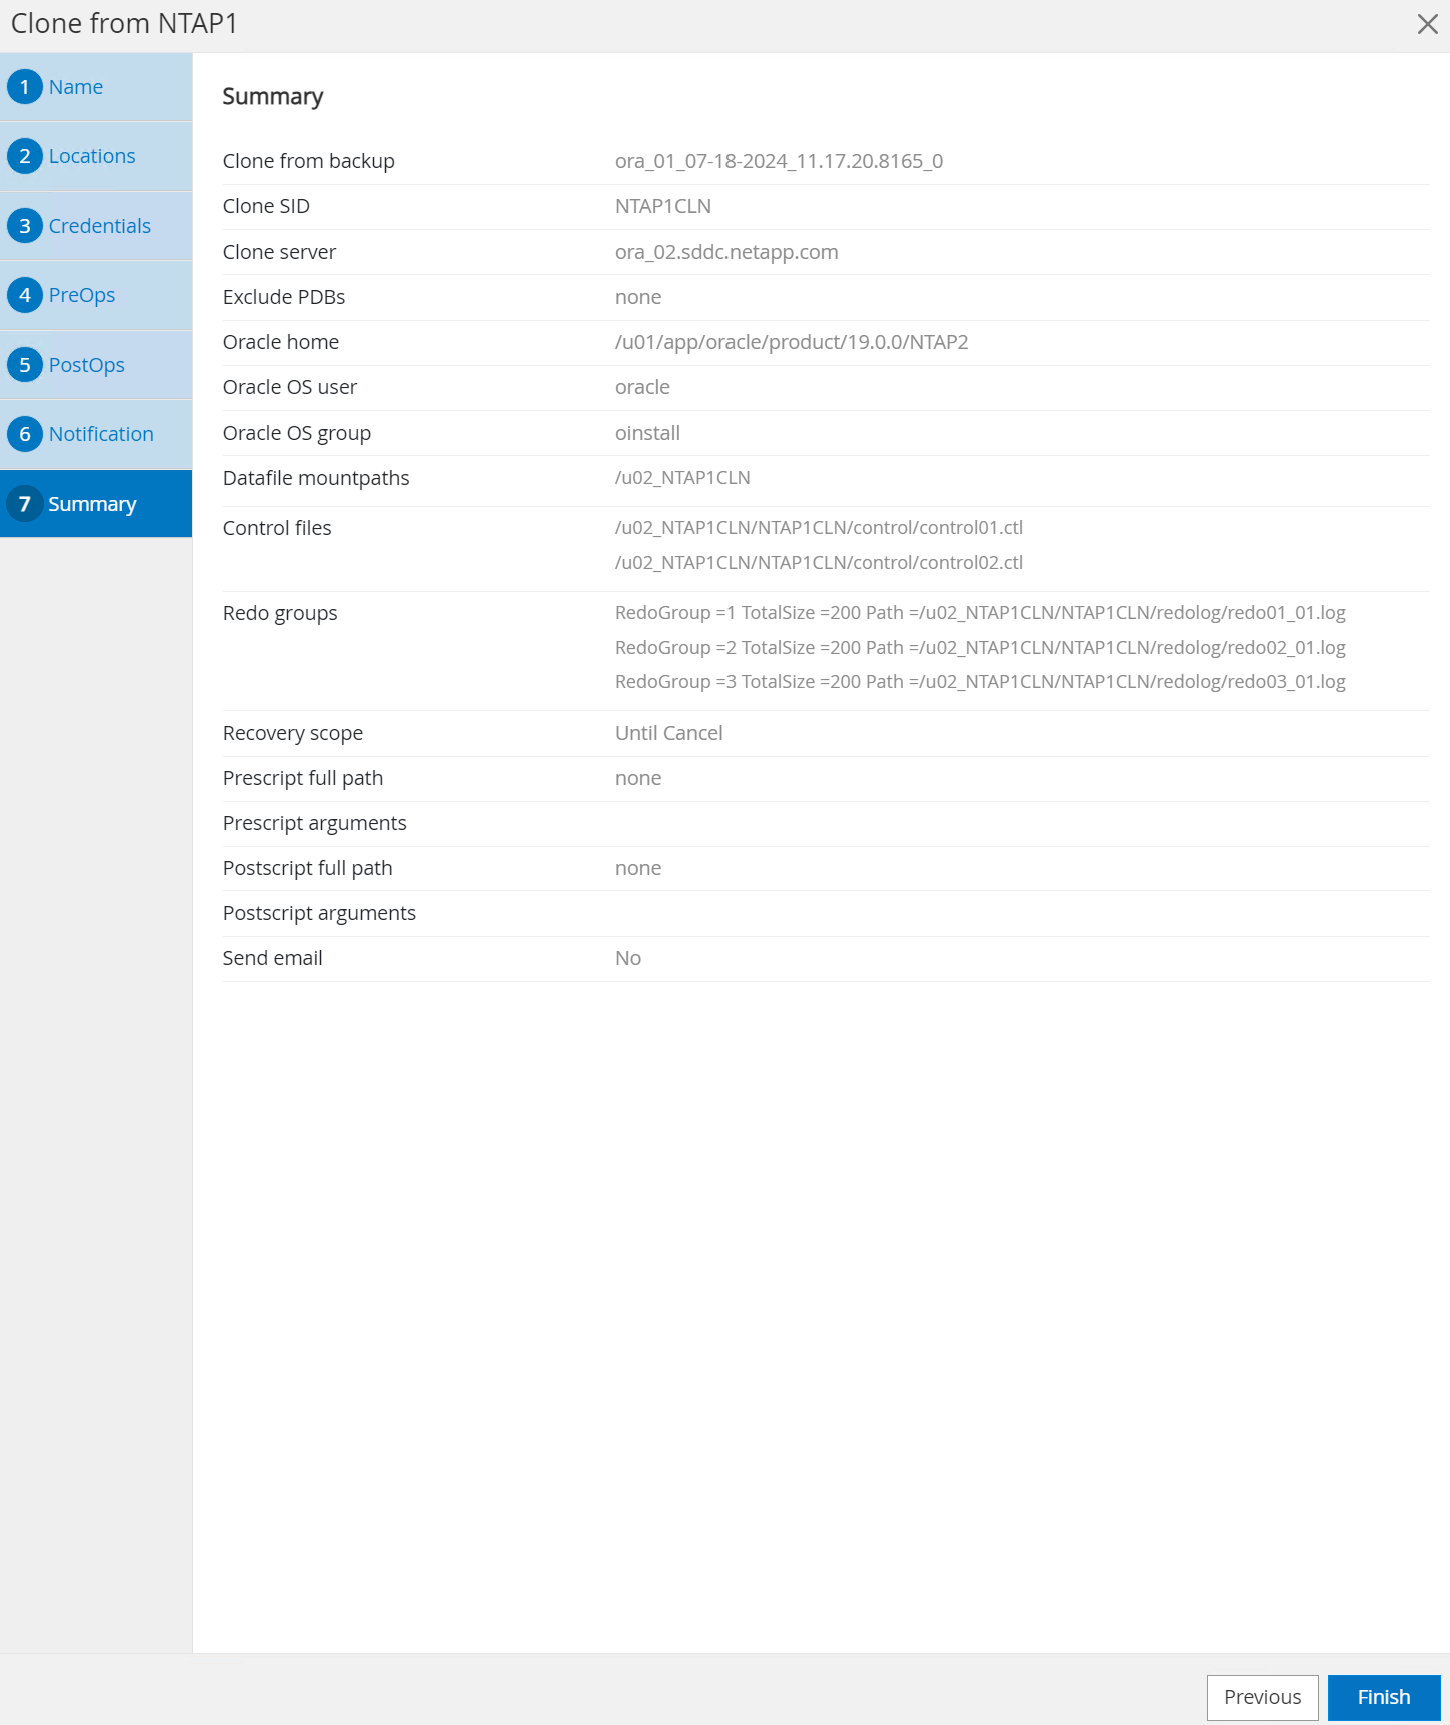 Clone from NTAP1
1 Name
2 Locations
3 Credentials
4 PreOps
5 PostOps
6 Notification
7 Summary
Summary
Clone from backup ora_01_07-18-2024_11.17.20.8165_0
Clone SID NTAP1CLN
Clone server ora_02.sddc.netapp.com
Exclude PDBs none
Oracle home /u01/app/oracle/product/19.0.0/NTAP2
Oracle OS user oracle
Oracle OS group oinstall
Datafile mountpaths /u02_NTAP1CLN
Control files /u02_NTAP1CLN/NTAP1CLN/control/control01.ctl
/u02_NTAP1CLN/NTAP1CLN/control/control02.ctl
Redo groups RedoGroup =1 TotalSize =200 Path =/u02_NTAP1CLN/NTAP1CLN/redolog/redo01_01.log
RedoGroup =2 TotalSize =200 Path =/u02_NTAP1CLN/NTAP1CLN/redolog/redo02_01.log
RedoGroup =3 TotalSize =200 Path =/u02_NTAP1CLN/NTAP1CLN/redolog/redo03_01.log
Recovery scope Until Cancel
Prescript full path none
Prescript arguments
Postscript full path none
Postscript arguments
Send email No
Previous Finish